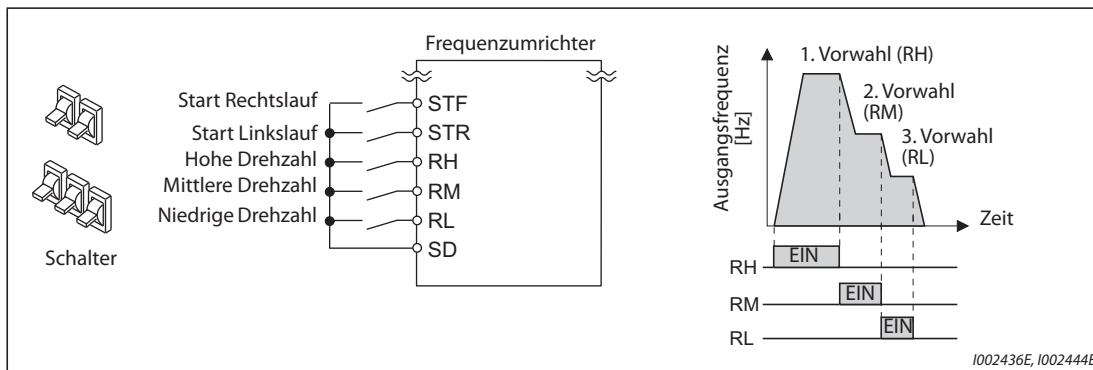 Frequenzumrichter
Start Rechtslauf
STF
Start Linkslauf
STR
Hohe Drehzahl
RH
Mittlere Drehzahl
RM
Niedrige Drehzahl
RL
SD
Schalter
Ausgangsfrequenz
[Hz]
1. Vorwahl (RH)
2. Vorwahl
(RM)
3. Vorwahl
(RL)
Zeit
RH
EIN
RM
EIN
RL
EIN
I002436E, I002444E